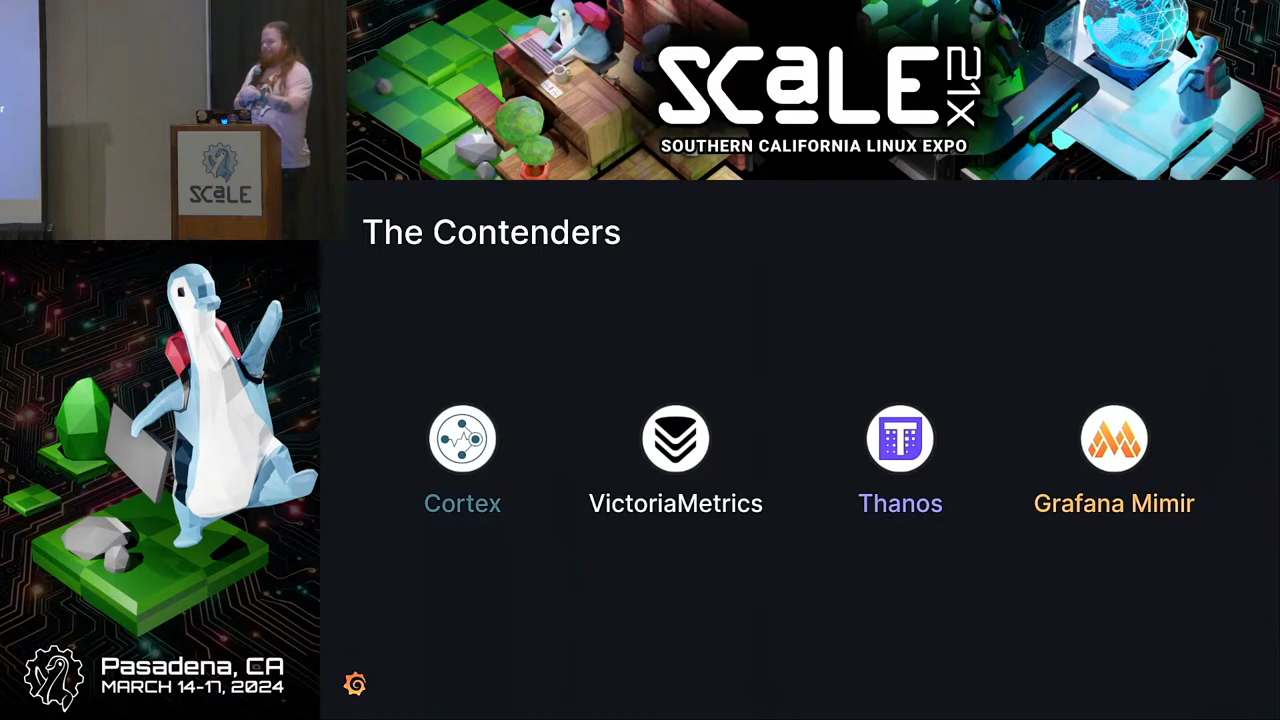 r
SCaLE
SCaLE 21X
SOUTHERN CALIFORNIA LINUX EXPO
The Contenders
Cortex
VictoriaMetrics
T
Thanos
Grafana Mimir
Pasadena, CA
MARCH 14-17, 2024